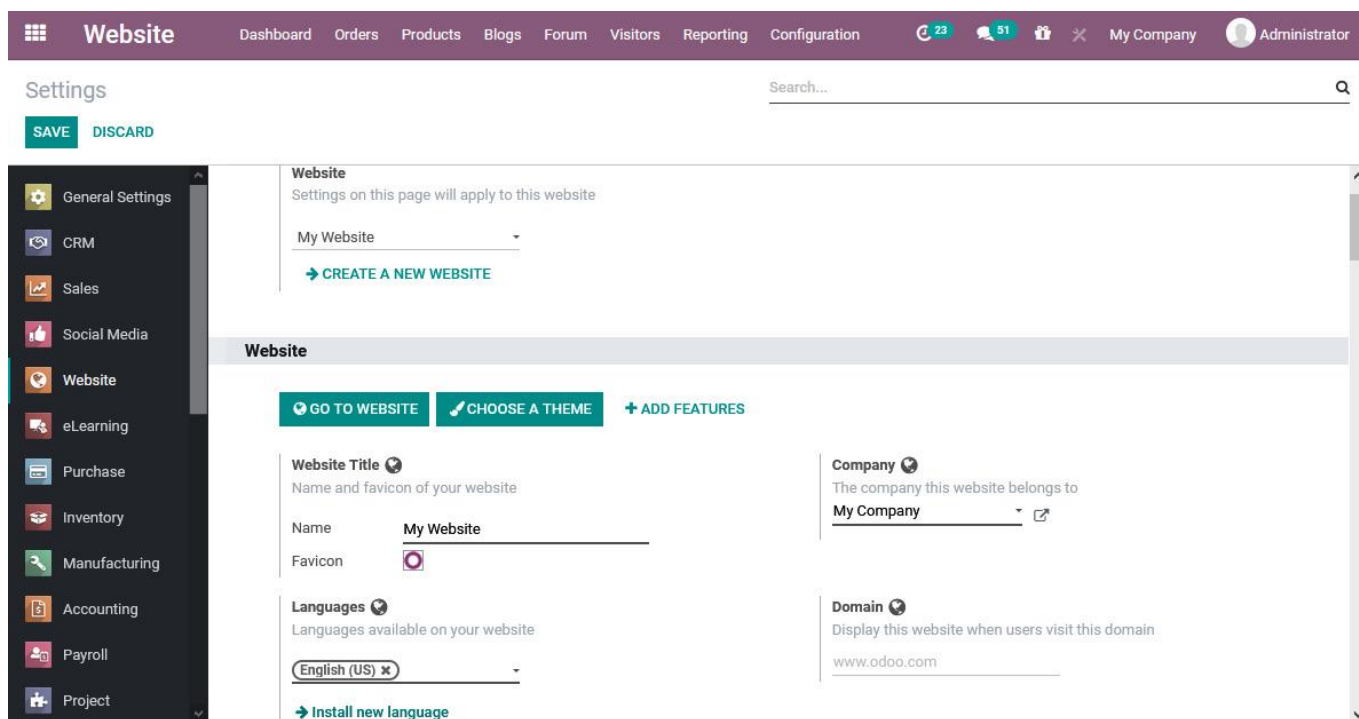 Website Dashboard Orders Products Blogs Forum Visitors Reporting Configuration 23 51 My Company Administrator
Settings Search...
SAVE DISCARD
General Settings
CRM
Sales
Social Media
Website
eLearning
Purchase
Inventory
Manufacturing
Accounting
Payroll
Project
Website
Settings on this page will apply to this website
My Website
CREATE A NEW WEBSITE
Website
GO TO WEBSITE CHOOSE A THEME + ADD FEATURES
Website Title
Name and favicon of your website
Name My Website
Favicon
Company
The company this website belongs to
My Company
Languages
Languages available on your website
English (US) ×
Install new language
Domain
Display this website when users visit this domain
www.odoo.com